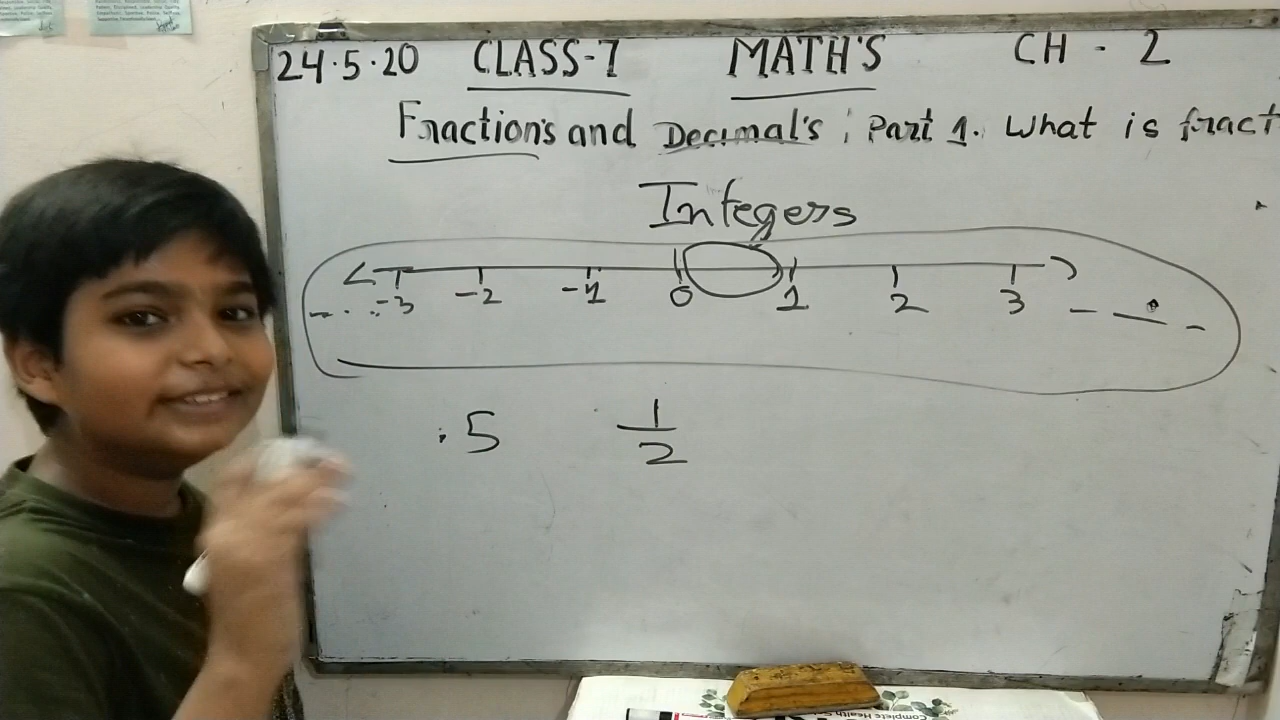 24.5.20 CLASS-7 MATH'S CH - 2
Fraction's and Decimal's ; Part 1. What is fract
Integers
-3 -2 -1 0 1 2 3
.5 1/2